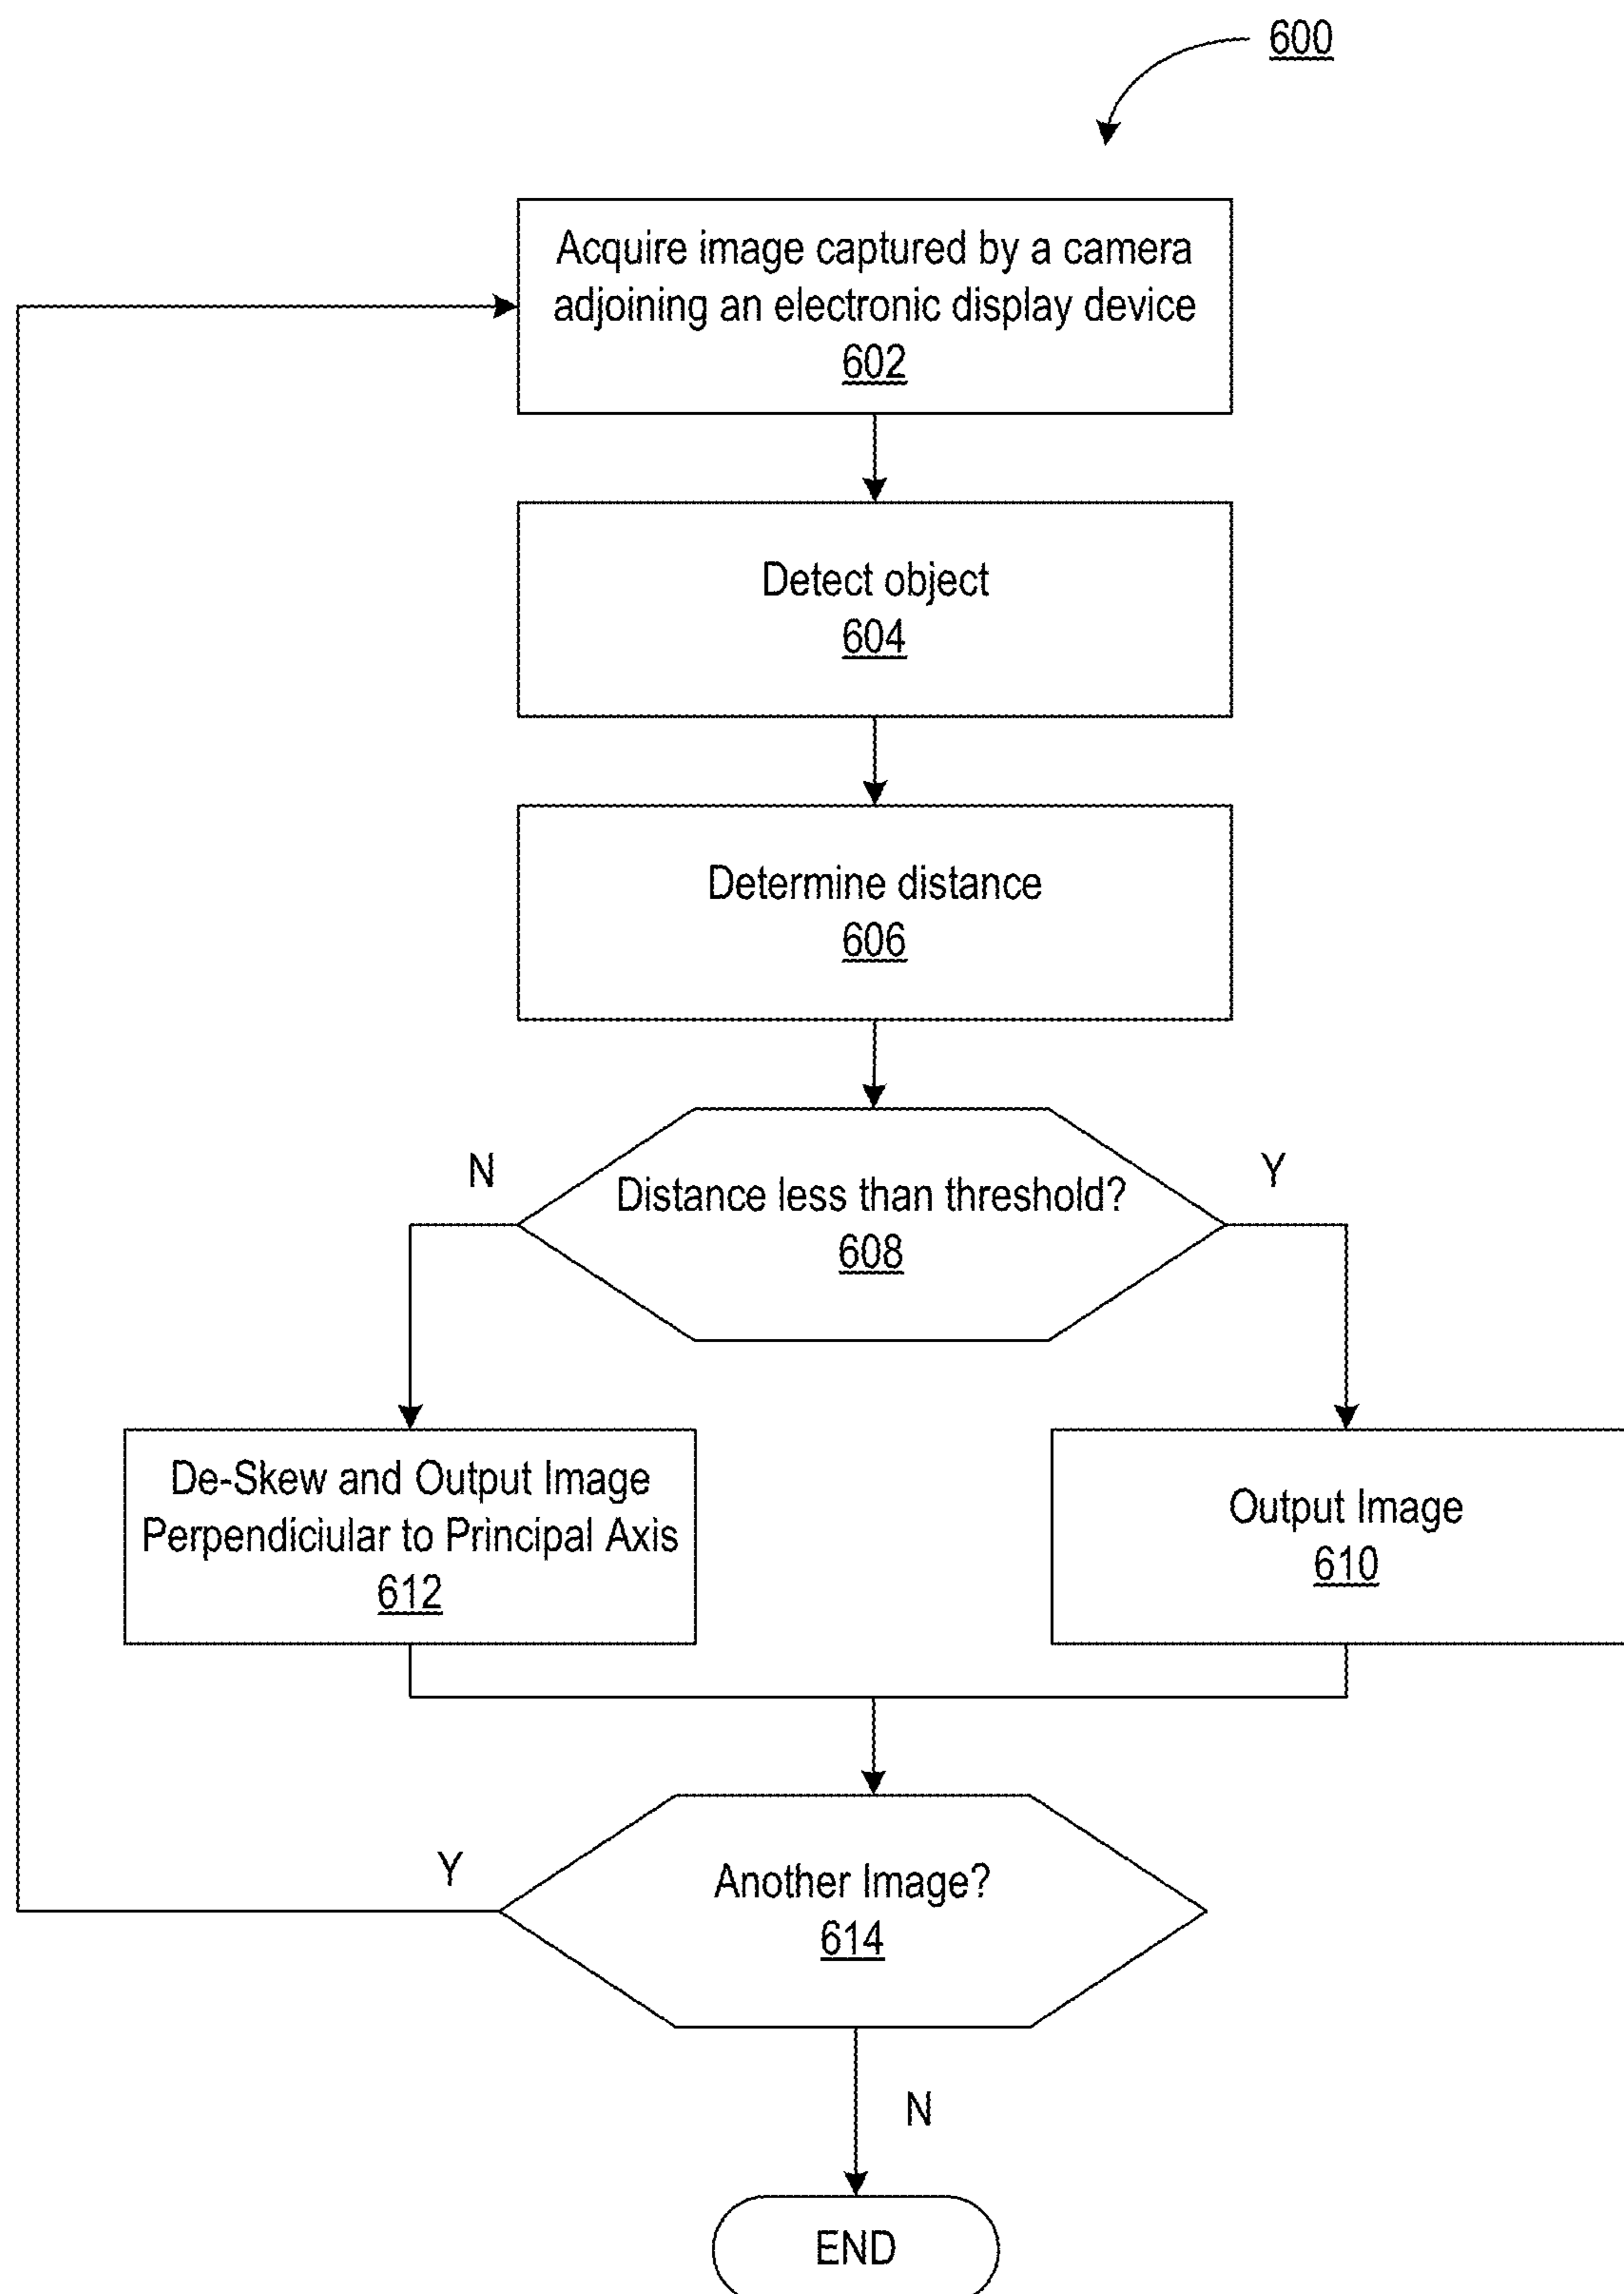 600
Acquire image captured by a camera
adjoining an electronic display device
602
Detect object
604
Determine distance
606
N
Y
Distance less than threshold?
608
De-Skew and Output Image
Perpendiciular to Principal Axis
612
Output Image
610
Y
Another Image?
614
N
END